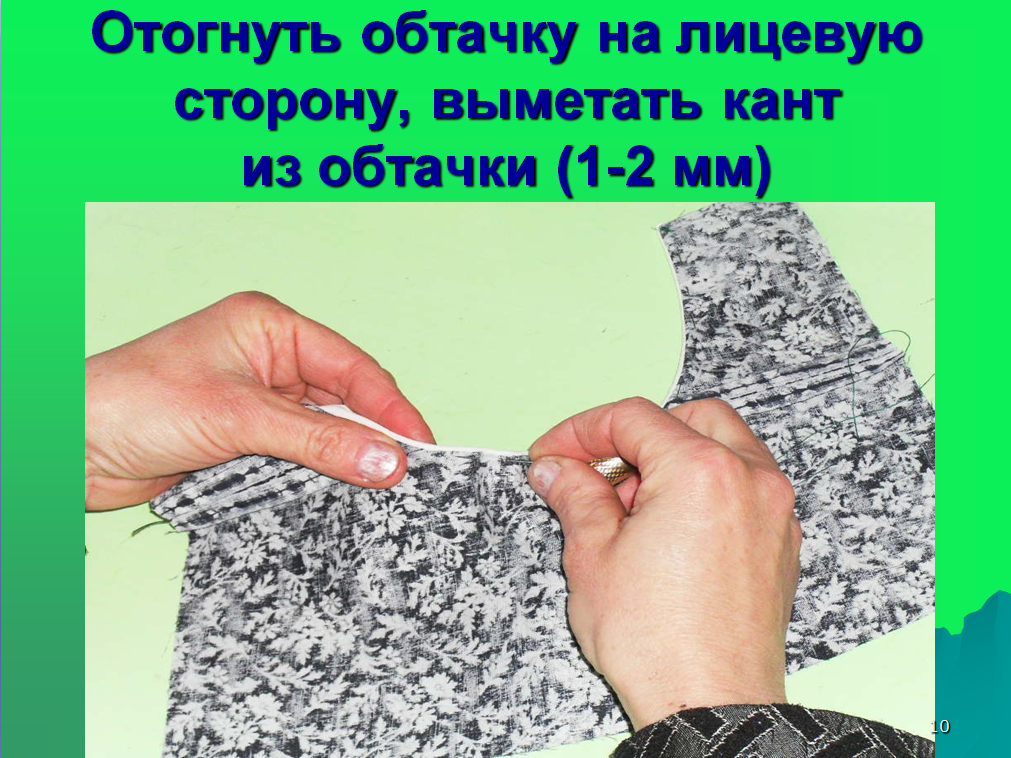 Отогнуть обтачку на лицевую
сторону, выметать кант
из обтачки (1-2 мм)
10